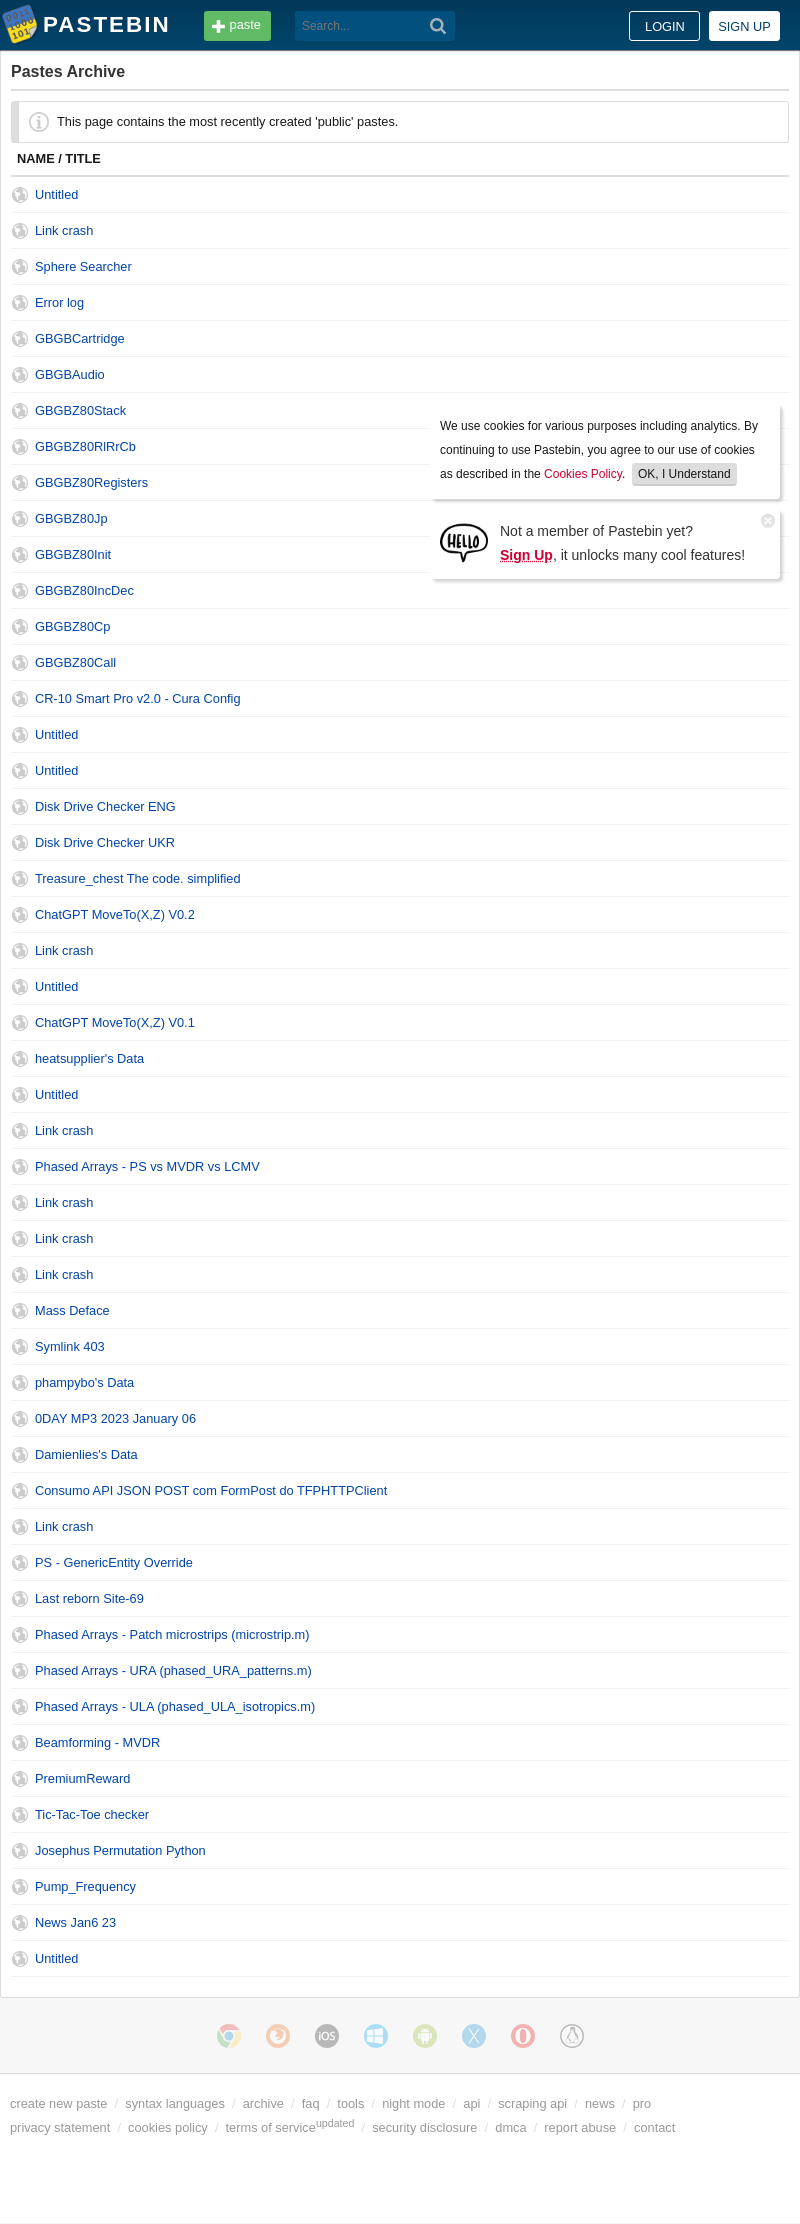 PASTEBIN
paste
Search...
LOGIN
SIGN UP
Pastes Archive
This page contains the most recently created 'public' pastes.
NAME / TITLE
Untitled
Link crash
Sphere Searcher
Error log
GBGBCartridge
GBGBAudio
GBGBZ80Stack
GBGBZ80RlRrCb
GBGBZ80Registers
GBGBZ80Jp
GBGBZ80Init
GBGBZ80IncDec
GBGBZ80Cp
GBGBZ80Call
CR-10 Smart Pro v2.0 - Cura Config
Untitled
Untitled
Disk Drive Checker ENG
Disk Drive Checker UKR
Treasure_chest The code. simplified
ChatGPT MoveTo(X,Z) V0.2
Link crash
Untitled
ChatGPT MoveTo(X,Z) V0.1
heatsupplier's Data
Untitled
Link crash
Phased Arrays - PS vs MVDR vs LCMV
Link crash
Link crash
Link crash
Mass Deface
Symlink 403
phampybo's Data
0DAY MP3 2023 January 06
Damienlies's Data
Consumo API JSON POST com FormPost do TFPHTTPClient
Link crash
PS - GenericEntity Override
Last reborn Site-69
Phased Arrays - Patch microstrips (microstrip.m)
Phased Arrays - URA (phased_URA_patterns.m)
Phased Arrays - ULA (phased_ULA_isotropics.m)
Beamforming - MVDR
PremiumReward
Tic-Tac-Toe checker
Josephus Permutation Python
Pump_Frequency
News Jan6 23
Untitled
We use cookies for various purposes including analytics. By
continuing to use Pastebin, you agree to our use of cookies
as described in the Cookies Policy. OK, I Understand
HELLO
Not a member of Pastebin yet?
Sign Up, it unlocks many cool features!
iOS
create new paste / syntax languages / archive / faq / tools / night mode / api / scraping api / news / pro
privacy statement / cookies policy / terms of service updated / security disclosure / dmca / report abuse / contact